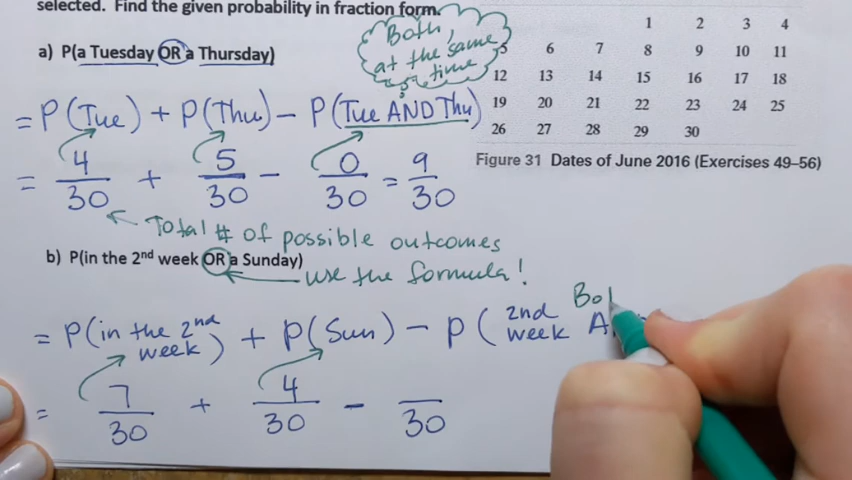 selected. Find the given probability in fraction form.
a) P(a Tuesday OR a Thursday)
Both,
at the same
time
1 2 3 4
5 6 7 8 9 10 11
12 13 14 15 16 17 18
19 20 21 22 23 24 25
26 27 28 29 30
Figure 31 Dates of June 2016 (Exercises 49–56)
= P(Tue) + P(Thu) – P(Tue AND Thu)
= 4/30 + 5/30 – 0/30 = 9/30
Total # of possible outcomes
b) P(in the 2nd week OR a Sunday)
use the formula!
Bo
= P(in the 2nd week) + P(Sun) – P(2nd week A
= 7/30 + 4/30 – /30